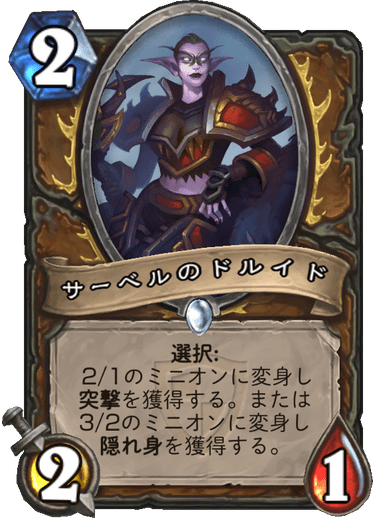 2
サーベルのドルイド
選択:
2/1のミニオンに変身し
突撃を獲得する。または
3/2のミニオンに変身し
隠れ身を獲得する。
2
1